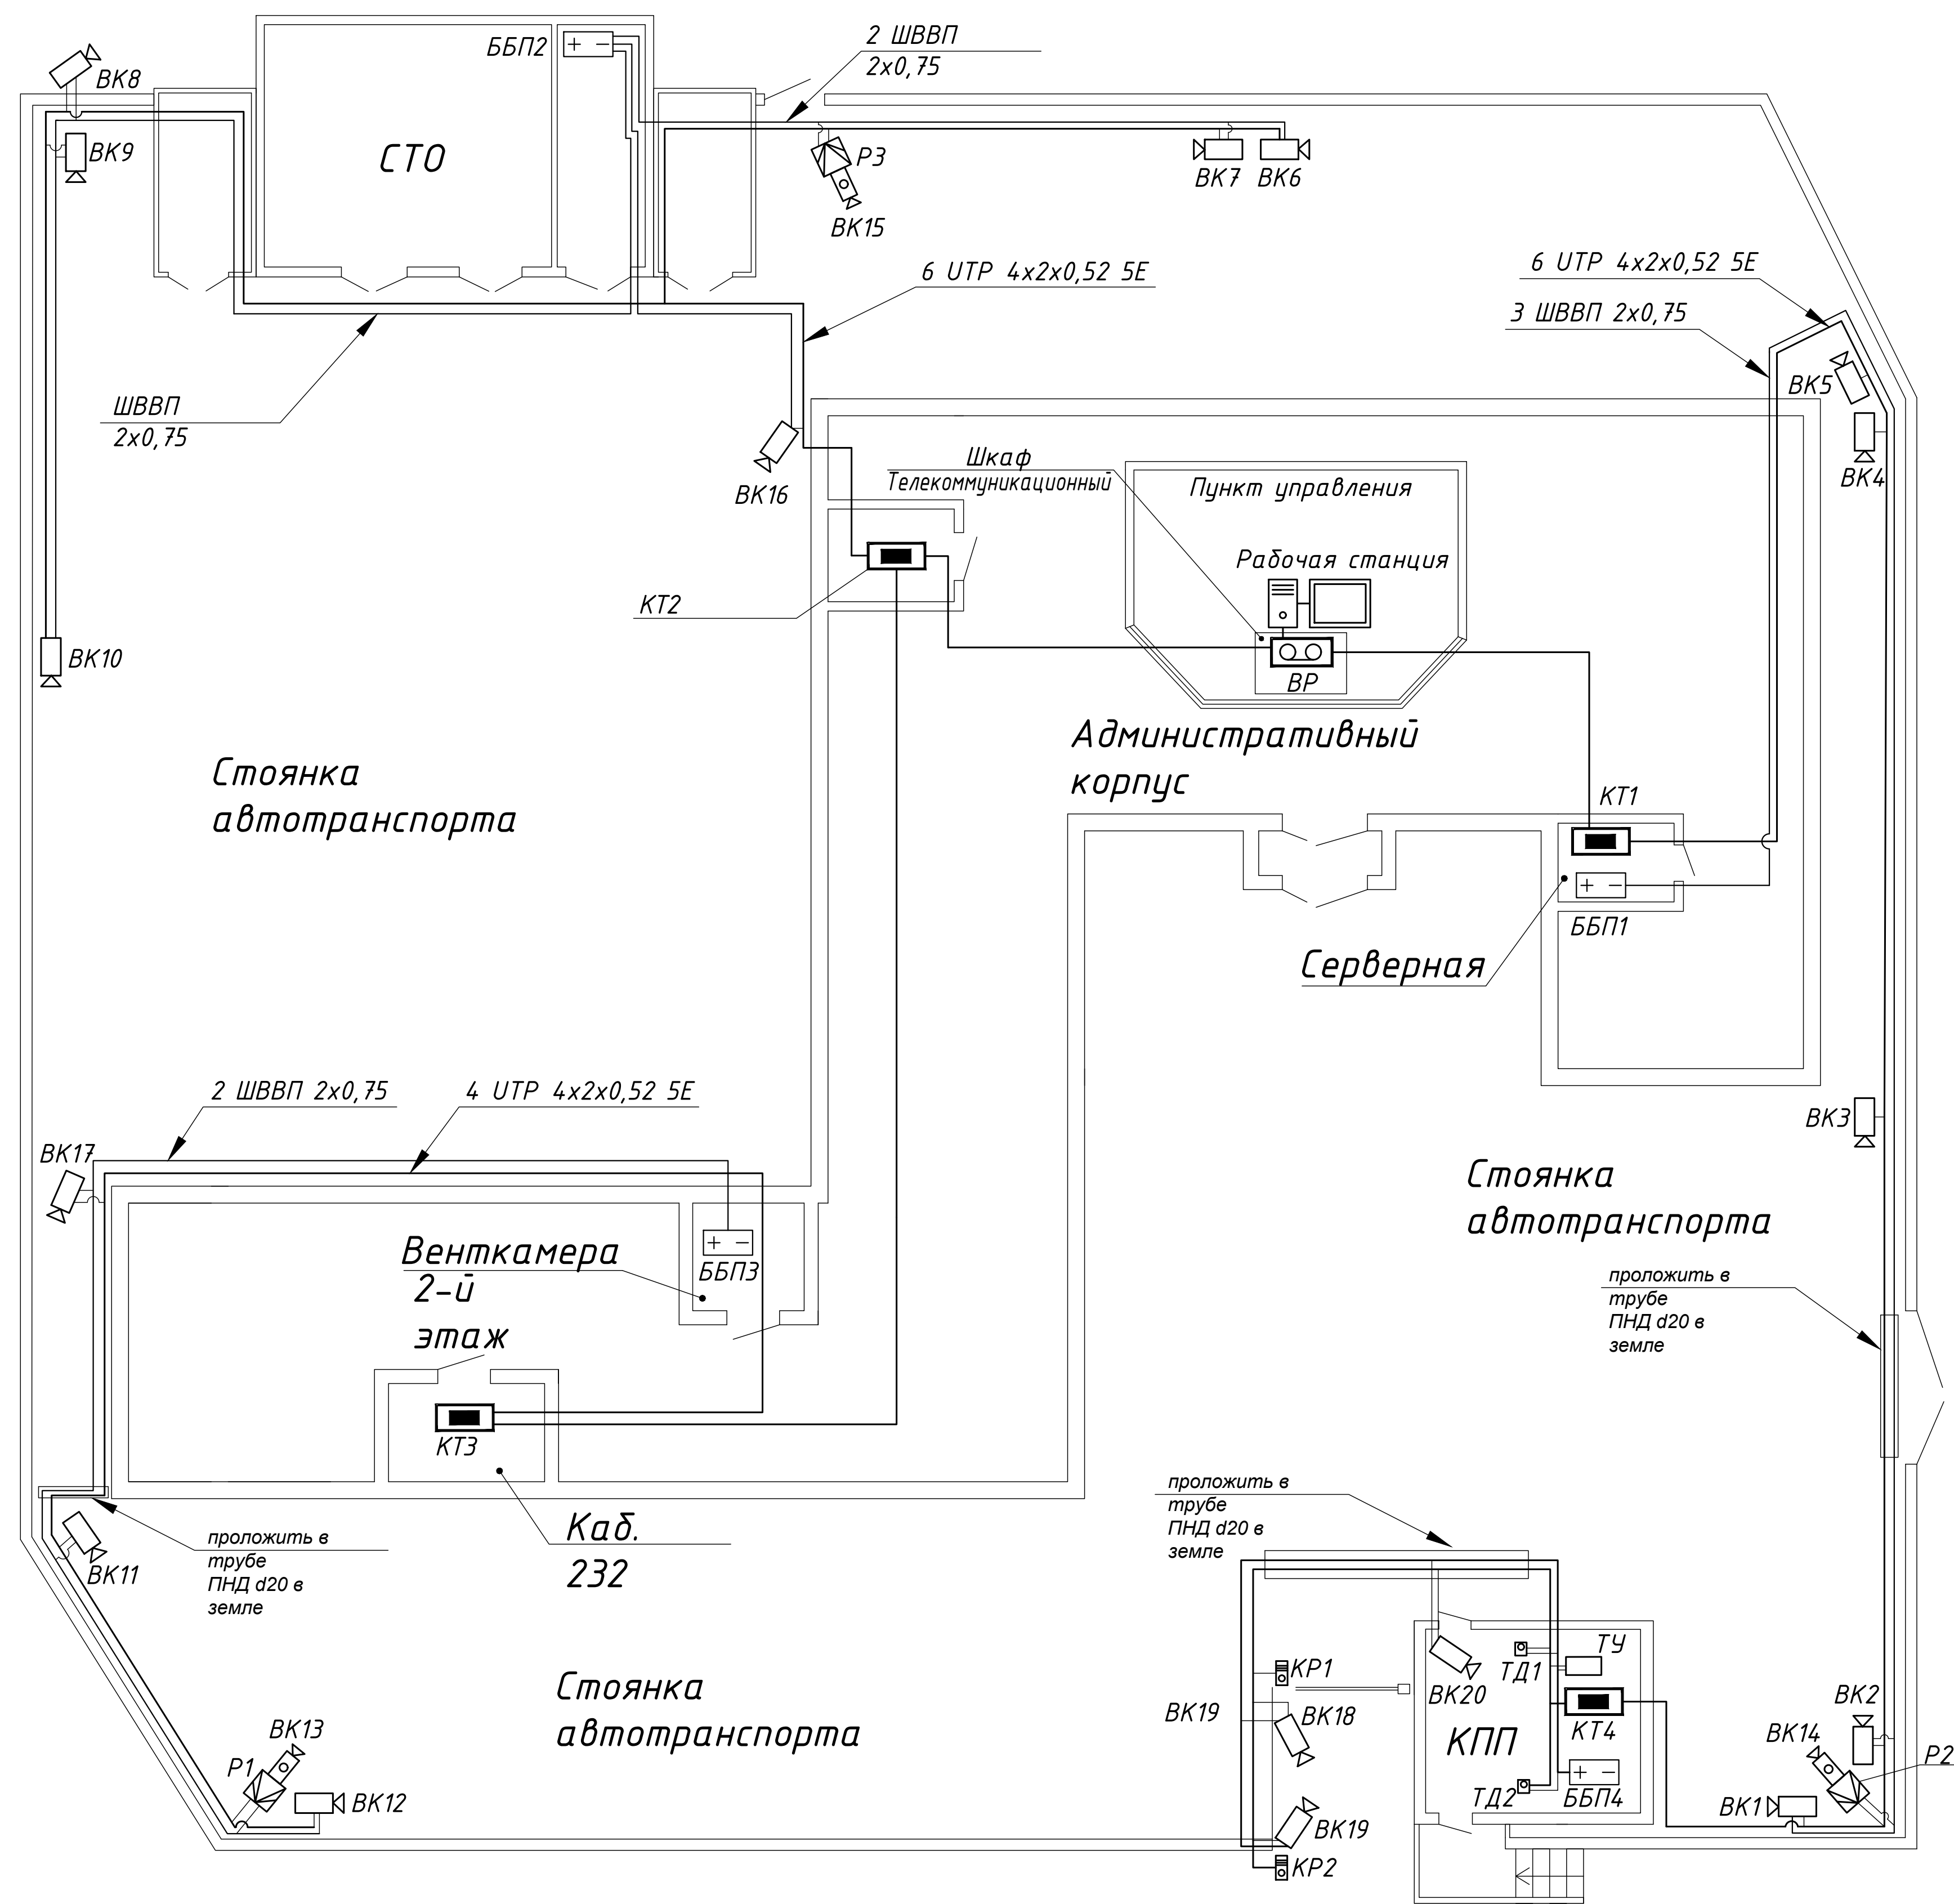 ББП2
2 ШВВП
2х0,75
ВК8
ВК9
СТО
Р3
ВК15
ВК7
ВК6
6 UTP 4х2х0,52 5Е
6 UTP 4х2х0,52 5Е
3 ШВВП 2х0,75
ШВВП
2х0,75
ВК5
ВК4
ВК16
Шкаф
Телекоммуникационный
Пункт управления
Рабочая станция
КТ2
ВР
ВК10
Административный
корпус
Стоянка
автотранспорта
КТ1
ББП1
Серверная
2 ШВВП 2х0,75
4 UTP 4х2х0,52 5Е
ВК3
ВК17
Стоянка
автотранспорта
Венткамера
2-й
этаж
ББП3
проложить в
трубе
ПНД d20 в
земле
КТ3
Каб.
232
проложить в
трубе
ПНД d20 в
земле
ВК11
проложить в
трубе
ПНД d20 в
земле
Стоянка
автотранспорта
КР1
ВК19
ВК18
ВК20
ТД1
ТУ
КТ4
КПП
ТД2
ББП4
ВК2
ВК14
Р2
ВК1
ВК13
Р1
ВК12
ВК19
КР2